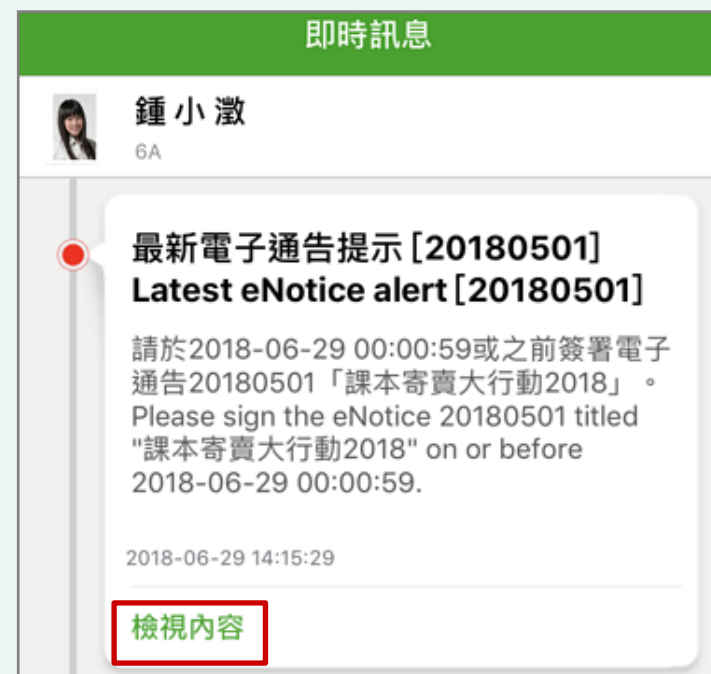 即時訊息
鍾小澂
6A
最新電子通告提示[20180501]
Latest eNotice alert[20180501]
請於2018-06-29 00:00:59或之前簽署電子
通告20180501「課本寄賣大行動2018」。
Please sign the eNotice 20180501 titled
"課本寄賣大行動2018" on or before
2018-06-29 00:00:59.
2018-06-29 14:15:29
檢視內容